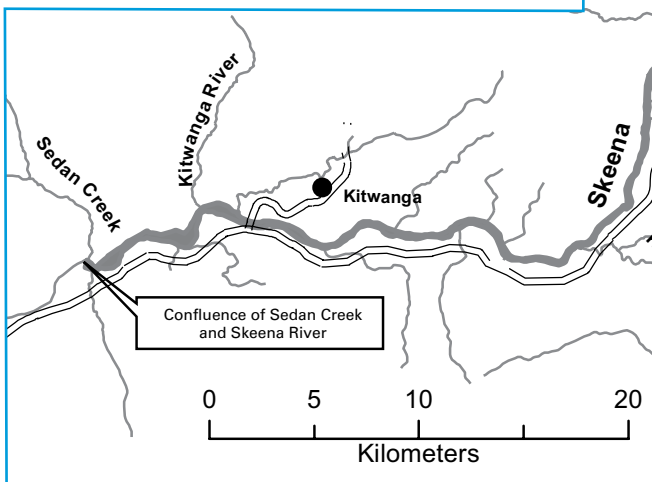 Sedan Creek
Kitwanga River
Skeena
Kitwanga
Confluence of Sedan Creek
and Skeena River
0 5 10 20
Kilometers